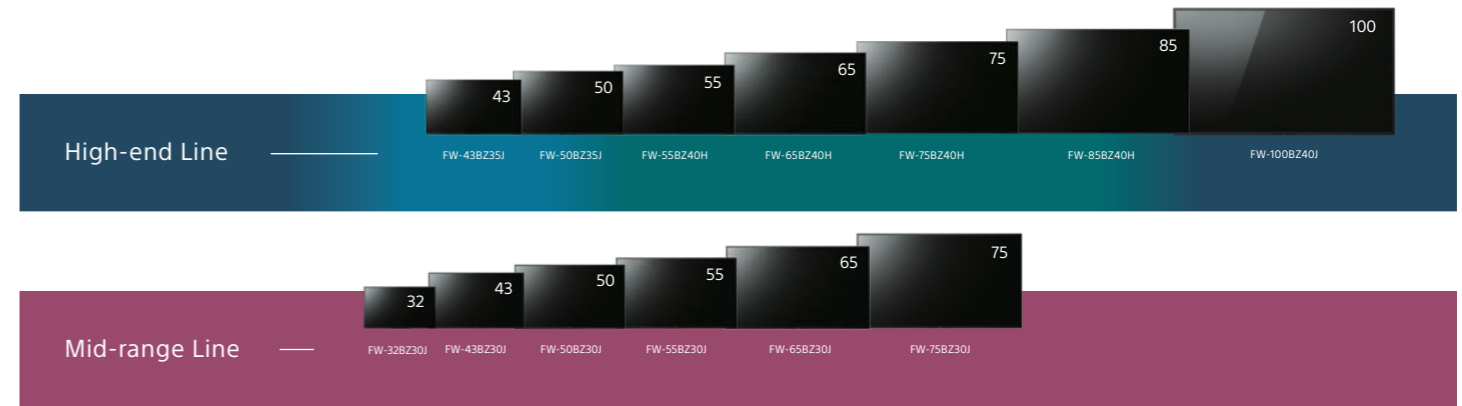 43
50
55
65
75
85
100
High-end Line
FW-43BZ35J
FW-50BZ35J
FW-55BZ40H
FW-65BZ40H
FW-75BZ40H
FW-85BZ40H
FW-100BZ40J
32
43
50
55
65
75
Mid-range Line
FW-32BZ30J
FW-43BZ30J
FW-50BZ30J
FW-55BZ30J
FW-65BZ30J
FW-75BZ30J